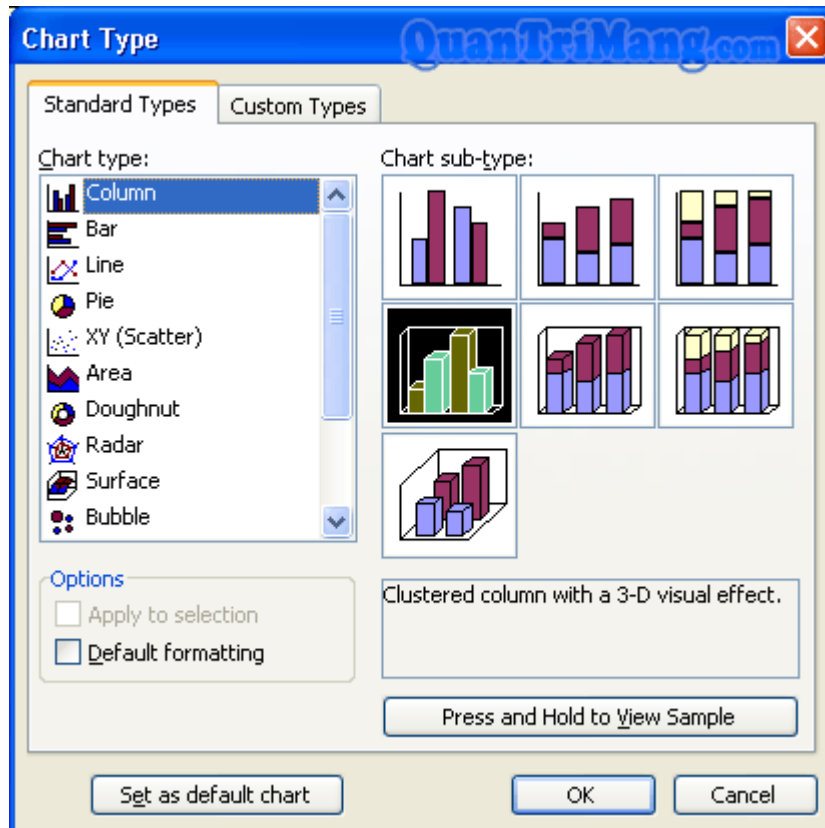 Chart Type
QuanTriMang.com
Standard Types
Custom Types
Chart type:
Column
Bar
Line
Pie
XY (Scatter)
Area
Doughnut
Radar
Surface
Bubble
Chart sub-type:
Options
Apply to selection
Default formatting
Clustered column with a 3-D visual effect.
Press and Hold to View Sample
Set as default chart
OK
Cancel